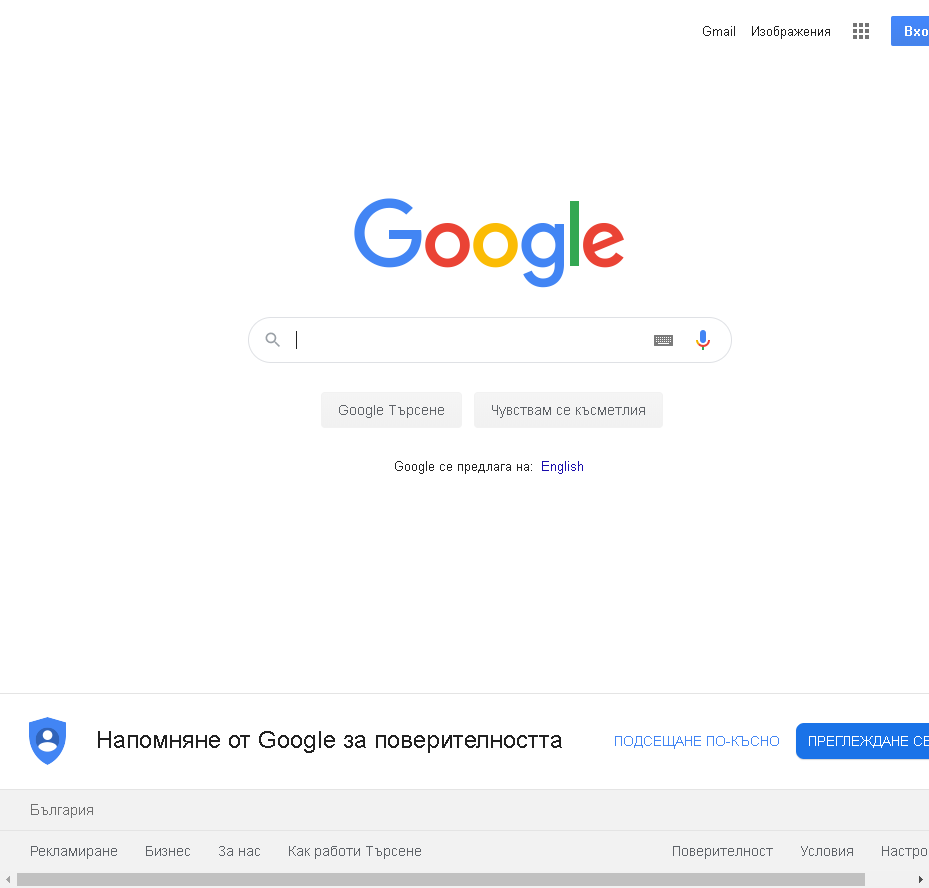 Gmail Изображения Вхо
Google
Google Търсене Чувствам се късметлия
Google се предлага на: English
Напомняне от Google за поверителността ПОДСЕЩАНЕ ПО-КЪСНО ПРЕГЛЕЖДАНЕ СЕ
България
Рекламиране Бизнес За нас Как работи Търсене Поверителност Условия Настро